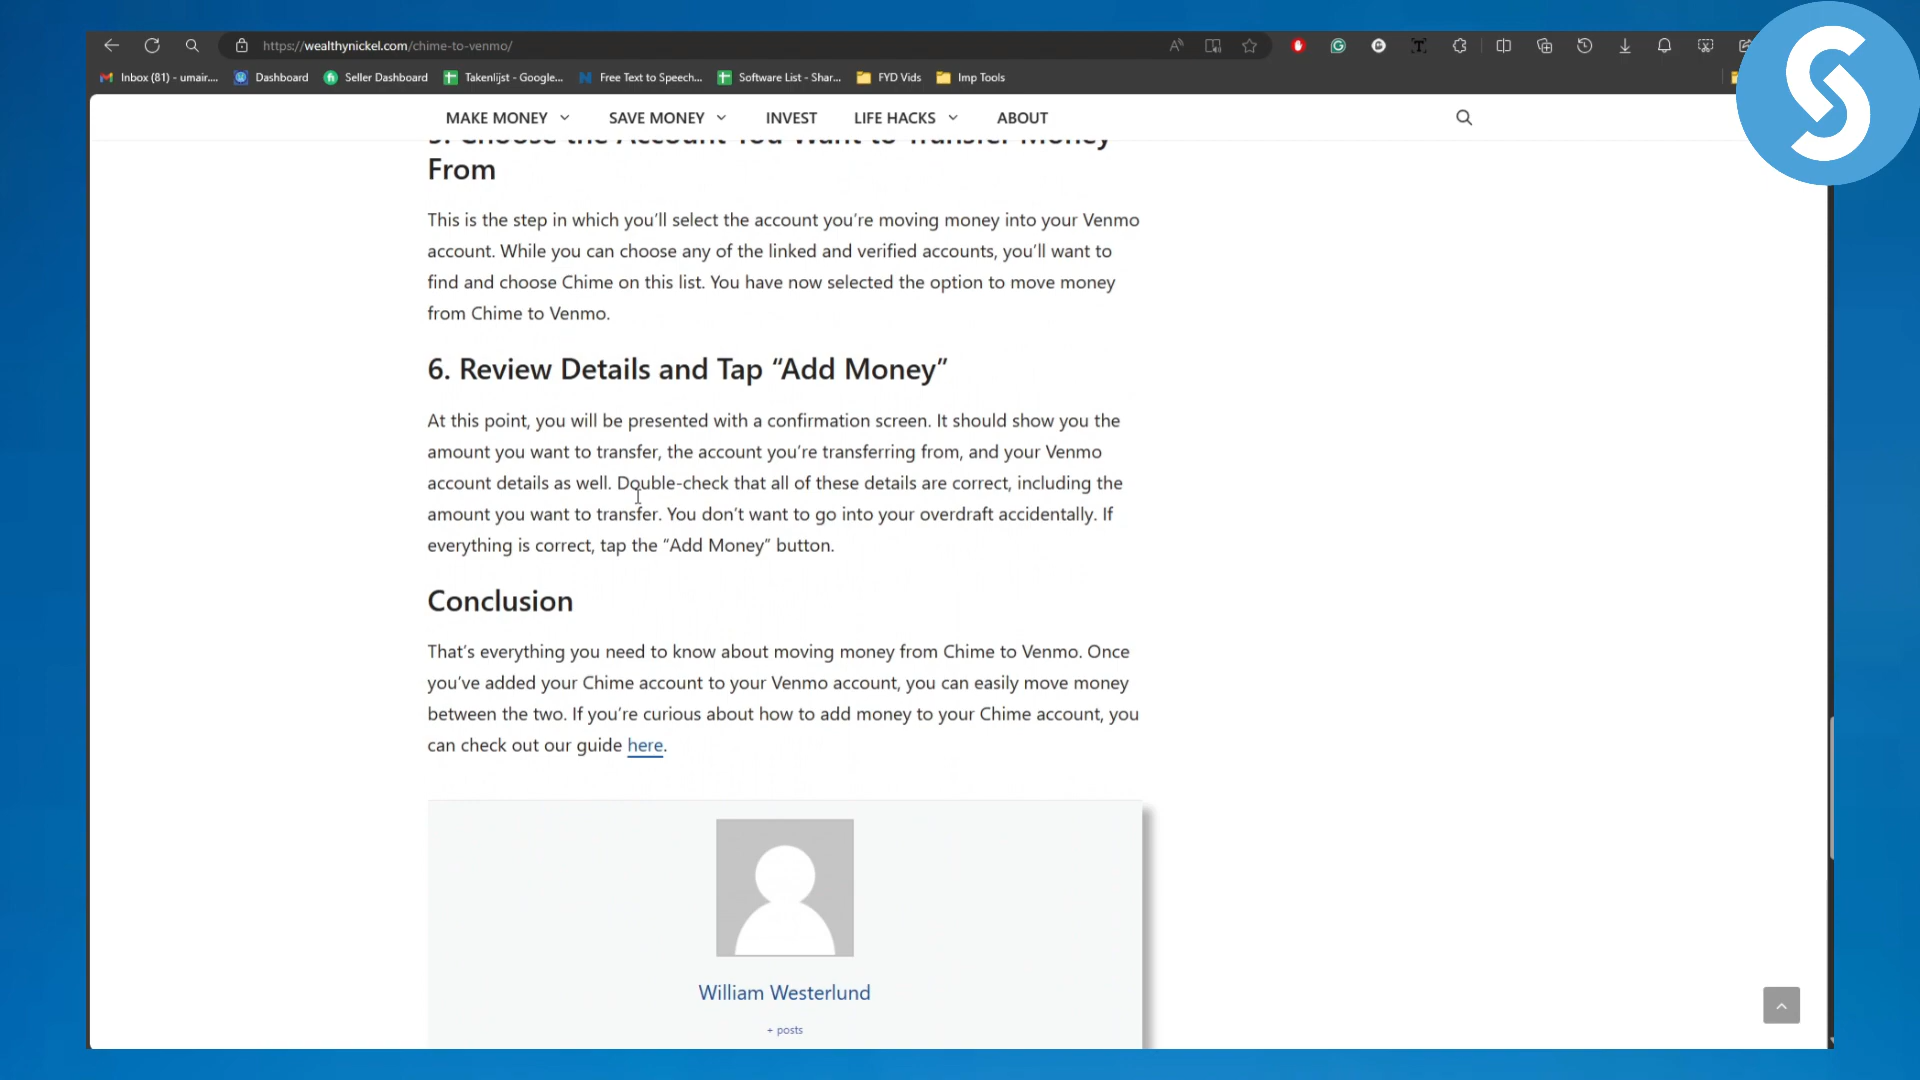 https://wealthynickel.com/chime-to-venmo/
Inbox (81) - umair.... Dashboard Seller Dashboard Takenlijst - Google... Free Text to Speech... Software List - Shar... FYD Vids Imp Tools
MAKE MONEY SAVE MONEY INVEST LIFE HACKS ABOUT
5. Choose the Account You Want to Transfer Money
From
This is the step in which you’ll select the account you’re moving money into your Venmo
account. While you can choose any of the linked and verified accounts, you’ll want to
find and choose Chime on this list. You have now selected the option to move money
from Chime to Venmo.
6. Review Details and Tap “Add Money”
At this point, you will be presented with a confirmation screen. It should show you the
amount you want to transfer, the account you’re transferring from, and your Venmo
account details as well. Double-check that all of these details are correct, including the
amount you want to transfer. You don’t want to go into your overdraft accidentally. If
everything is correct, tap the “Add Money” button.
Conclusion
That’s everything you need to know about moving money from Chime to Venmo. Once
you’ve added your Chime account to your Venmo account, you can easily move money
between the two. If you’re curious about how to add money to your Chime account, you
can check out our guide here.
William Westerlund
+ posts